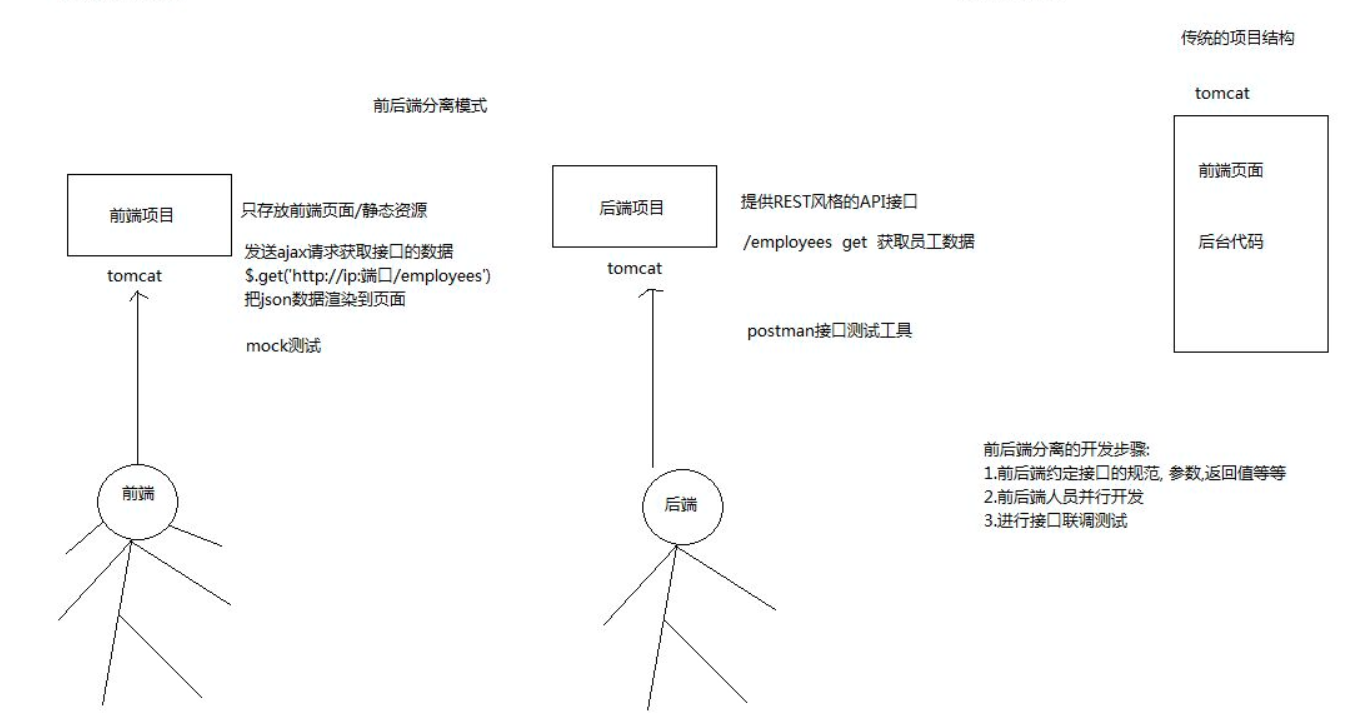 传统的项目结构
tomcat
前端页面
后台代码
前后端分离模式
前端项目
tomcat
只存放前端页面/静态资源
发送ajax请求获取接口的数据
$.get('http://ip:端口/employees')
把json数据渲染到页面
mock测试
后端项目
tomcat
提供REST风格的API接口
/employees get 获取员工数据
postman接口测试工具
前端
后端
前后端分离的开发步骤:
1.前后端约定接口的规范, 参数,返回值等等
2.前后端人员并行开发
3.进行接口联调测试